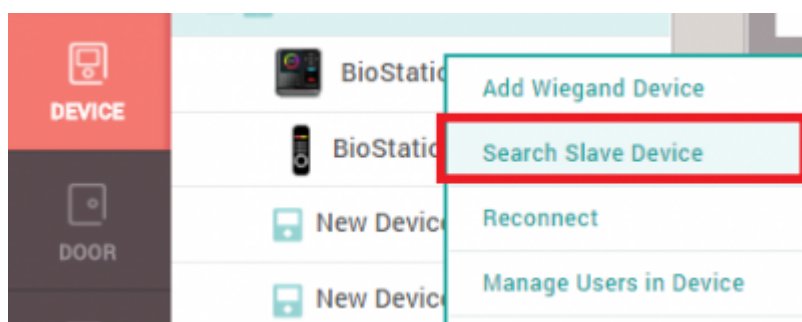 DEVICE
DOOR
BioStatio
BioStatio
New Device
New Device
Add Wiegand Device
Search Slave Device
Reconnect
Manage Users in Device